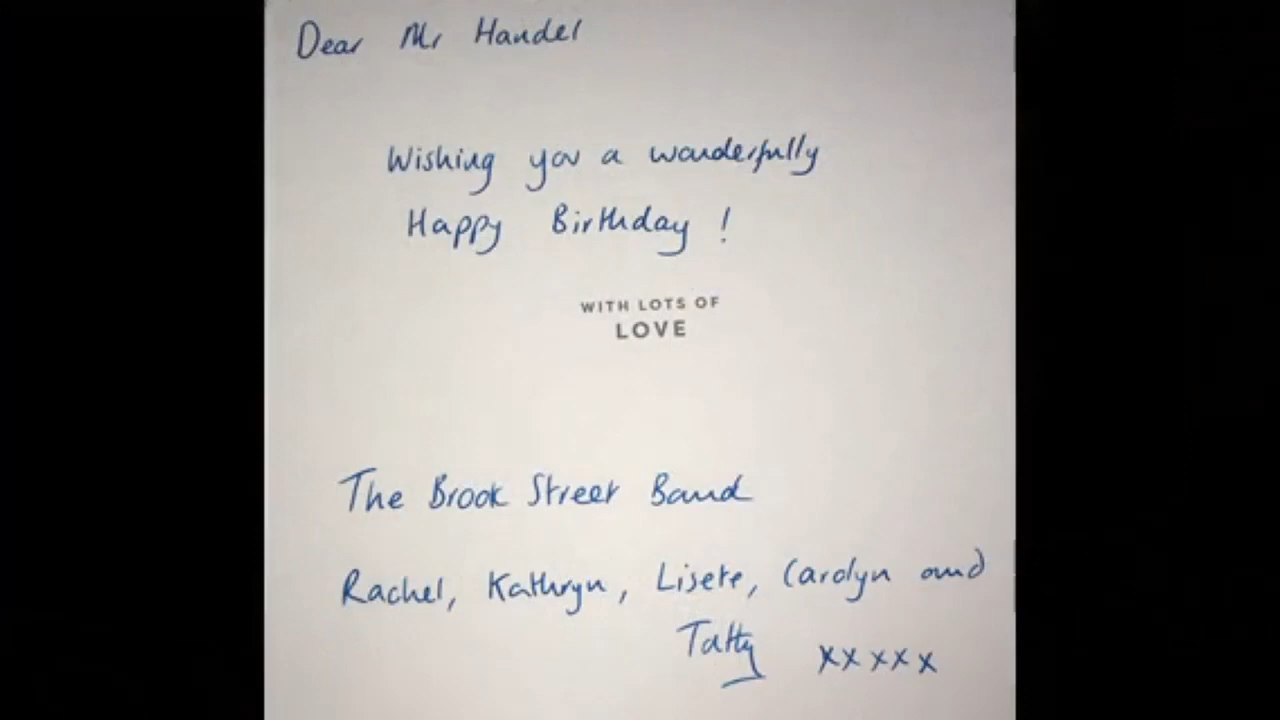 Dear Mr Handel
Wishing you a wonderfully
Happy Birthday !
WITH LOTS OF
LOVE
The Brook Street Band
Rachel, Kathryn, Lisete, Carolyn and
Tatty xxxxx